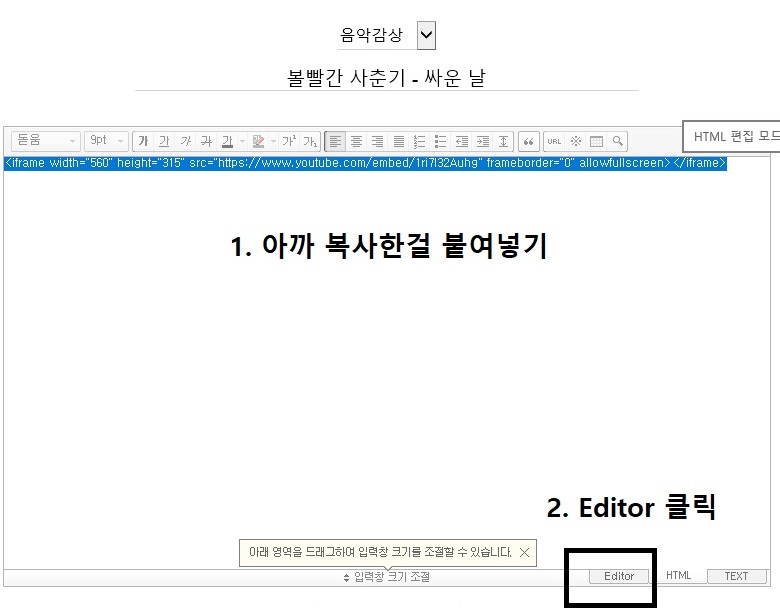 음악감상
볼빨간 사춘기 - 싸운 날
돋움 9pt 가 가 가 가 가 가¹ 가₁ URL
HTML 편집 모드
<iframe width="560" height="315" src="https://www.youtube.com/embed/1ri7l32Auhg" frameborder="0" allowfullscreen></iframe>
1. 아까 복사한걸 붙여넣기
2. Editor 클릭
아래 영역을 드래그하여 입력창 크기를 조절할 수 있습니다.
입력창 크기 조절
Editor HTML TEXT